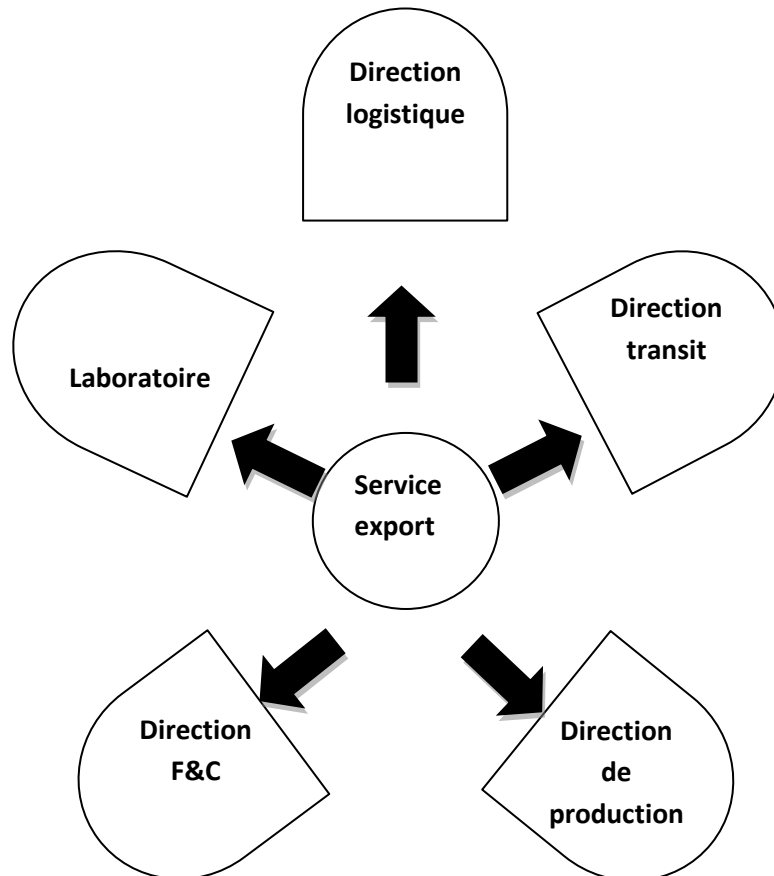 Direction
logistique
Direction
transit
Laboratoire
Service
export
Direction
F&C
Direction
de
production